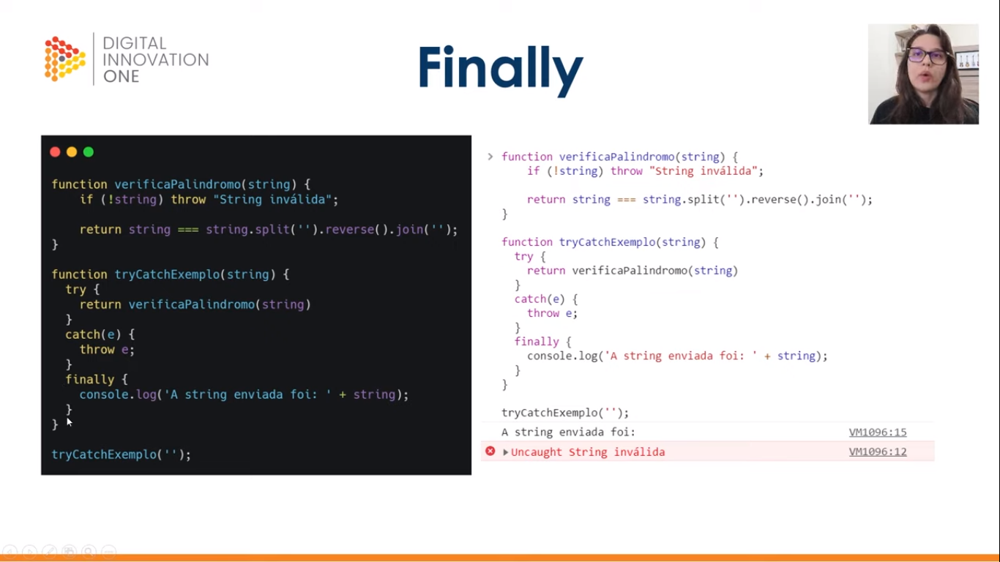 DIGITAL
INNOVATION
ONE
Finally
function verificaPalindromo(string) {
if (!string) throw "String inválida";
return string === string.split('').reverse().join('');
}
function tryCatchExemplo(string) {
try {
return verificaPalindromo(string)
}
catch(e) {
throw e;
}
finally {
console.log('A string enviada foi: ' + string);
}
}
tryCatchExemplo('');
function verificaPalindromo(string) {
if (!string) throw "String inválida";
return string === string.split('').reverse().join('');
}
function tryCatchExemplo(string) {
try {
return verificaPalindromo(string)
}
catch(e) {
throw e;
}
finally {
console.log('A string enviada foi: ' + string);
}
}
tryCatchExemplo('');
A string enviada foi: VM1096:15
Uncaught String inválida VM1096:12